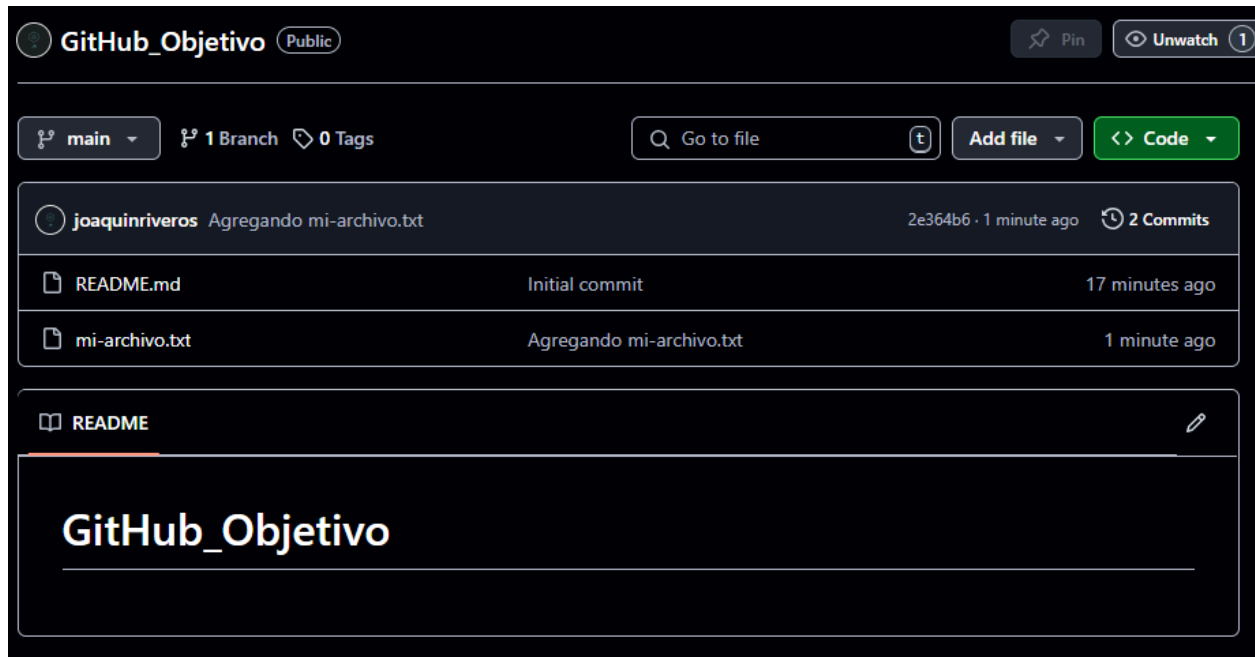 GitHub_Objetivo Public Pin Unwatch 1
main 1 Branch 0 Tags Go to file t Add file <> Code
joaquinriveros Agregando mi-archivo.txt 2e364b6 · 1 minute ago 2 Commits
README.md Initial commit 17 minutes ago
mi-archivo.txt Agregando mi-archivo.txt 1 minute ago
README
GitHub_Objetivo